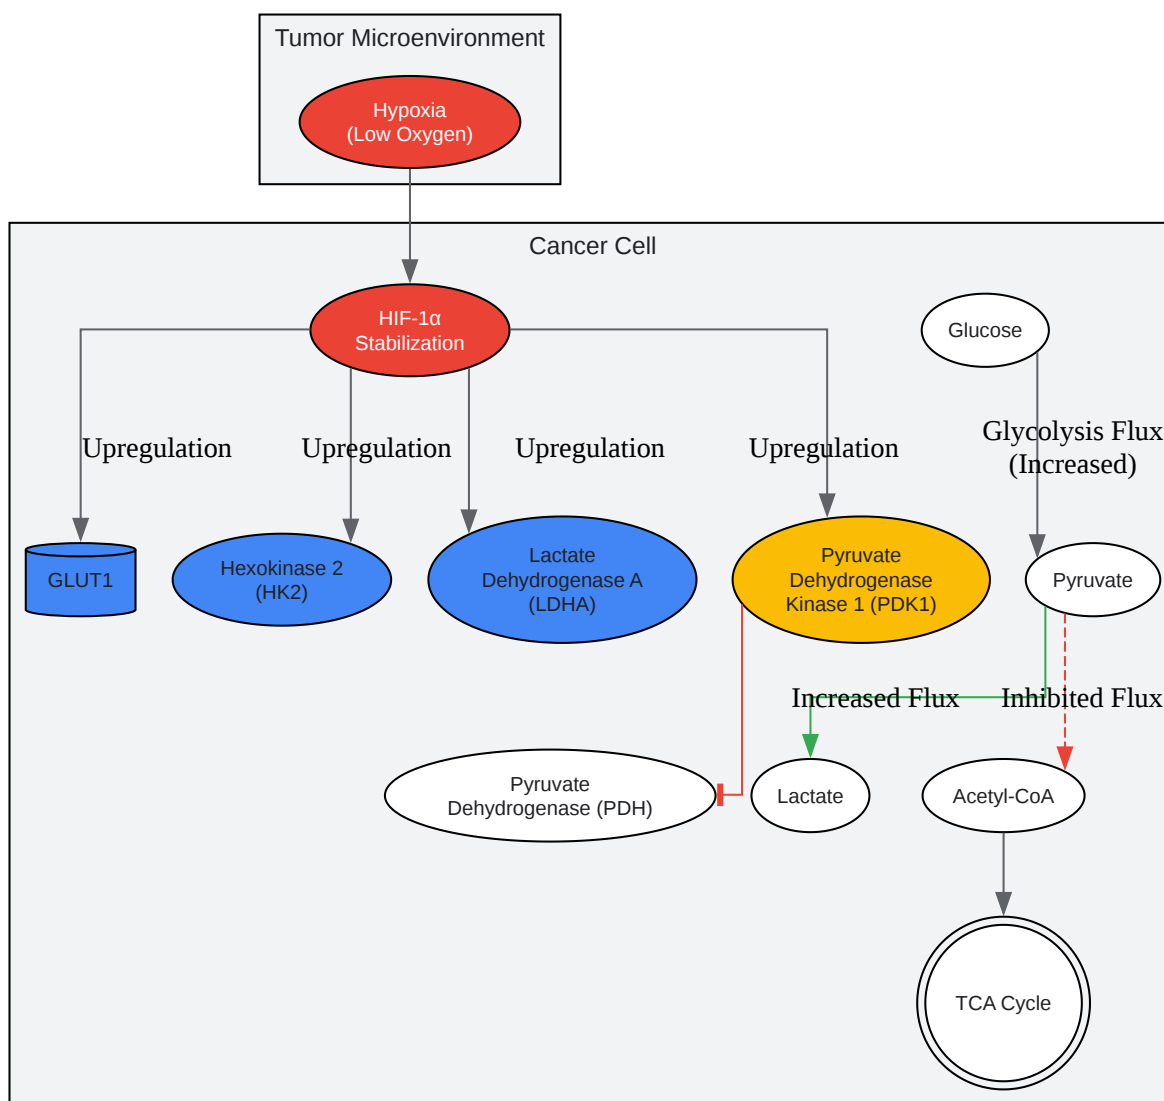 Tumor Microenvironment
Hypoxia
(Low Oxygen)
Cancer Cell
HIF-1α
Stabilization
Glucose
Upregulation
Upregulation
Upregulation
Upregulation
Glycolysis Flux
(Increased)
GLUT1
Hexokinase 2
(HK2)
Lactate
Dehydrogenase A
(LDHA)
Pyruvate
Dehydrogenase
Kinase 1 (PDK1)
Pyruvate
Increased Flux
Inhibited Flux
Pyruvate
Dehydrogenase (PDH)
Lactate
Acetyl-CoA
TCA Cycle